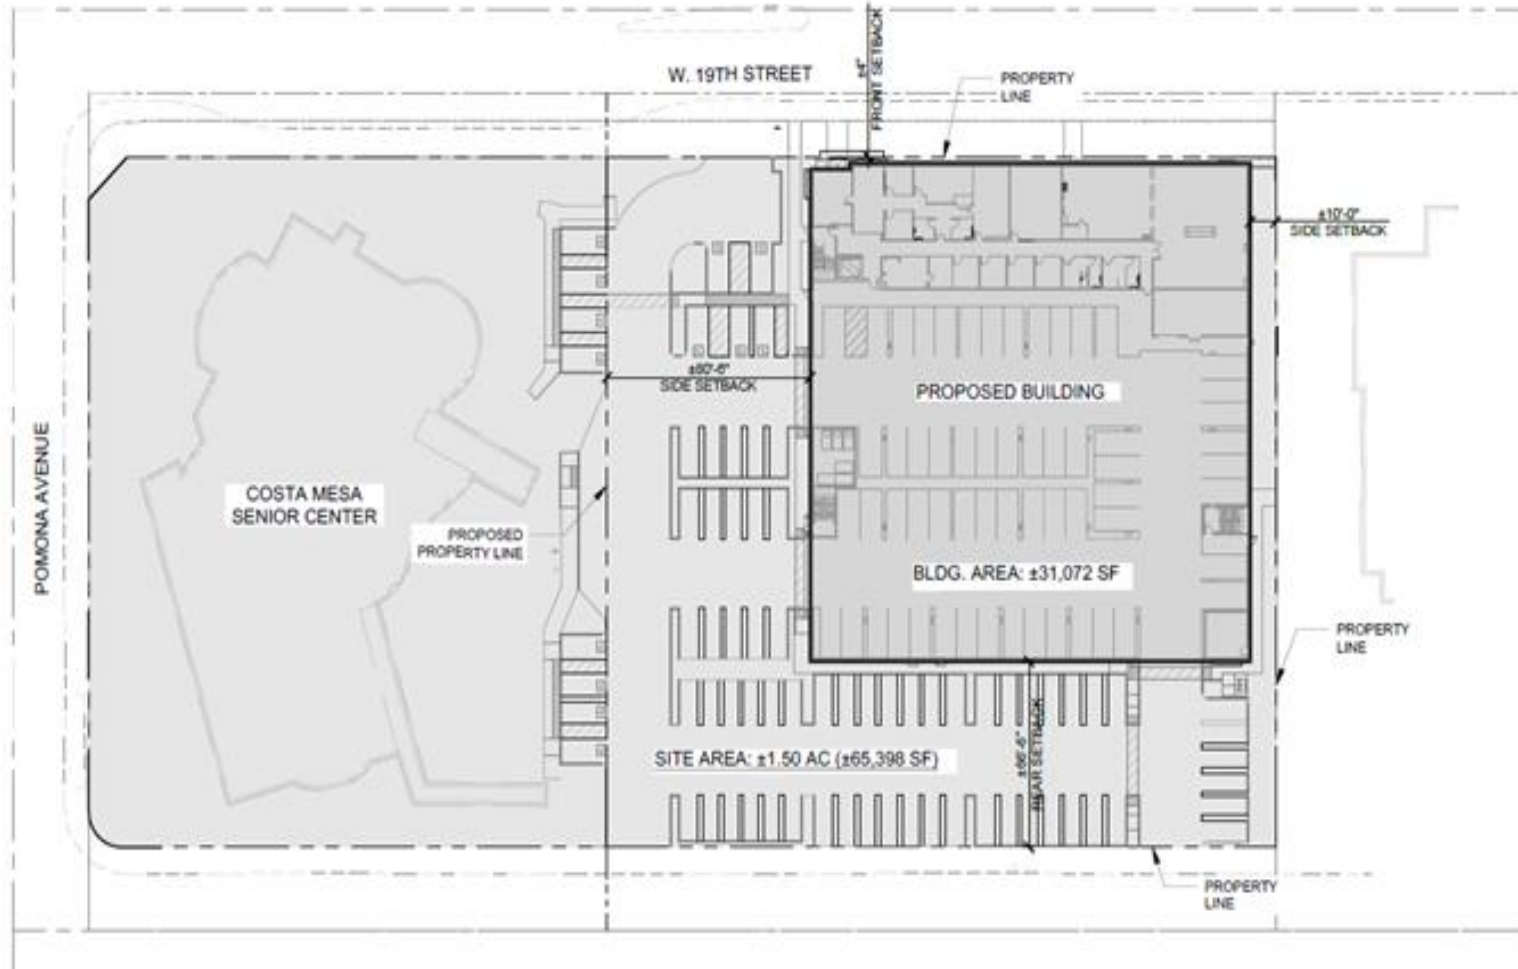 W. 19TH STREET
±4"
FRONT SETBACK
PROPERTY
LINE
±10'-0"
SIDE SETBACK
SIDE SETBACK
PROPOSED BUILDING
POMONA AVENUE
COSTA MESA
SENIOR CENTER
PROPOSED
PROPERTY LINE
BLDG. AREA: ±31,072 SF
PROPERTY
LINE
REAR SETBACK
SITE AREA: ±1.50 AC (±65,398 SF)
PROPERTY
LINE